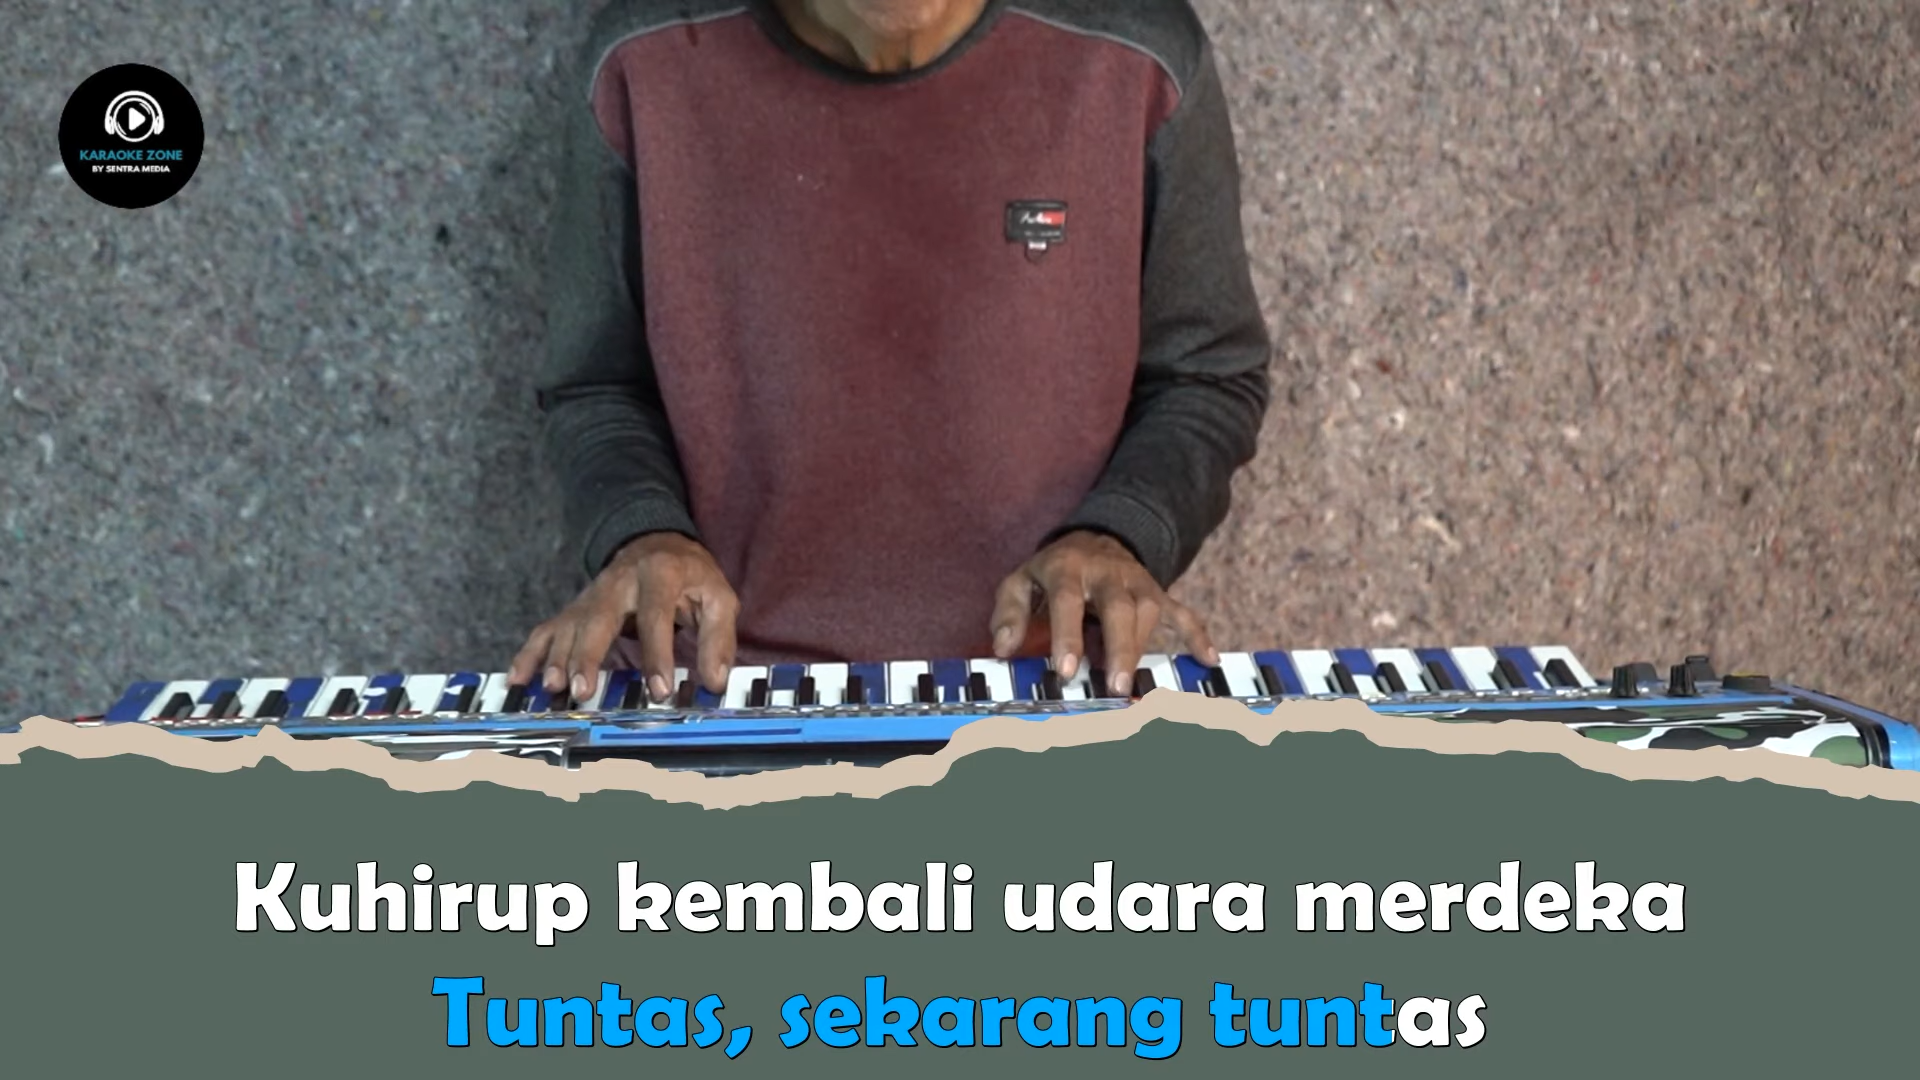 KARAOKE ZONE
BY SENTRA MEDIA
Kuhirup kembali udara merdeka
Tuntas, sekarang tuntas